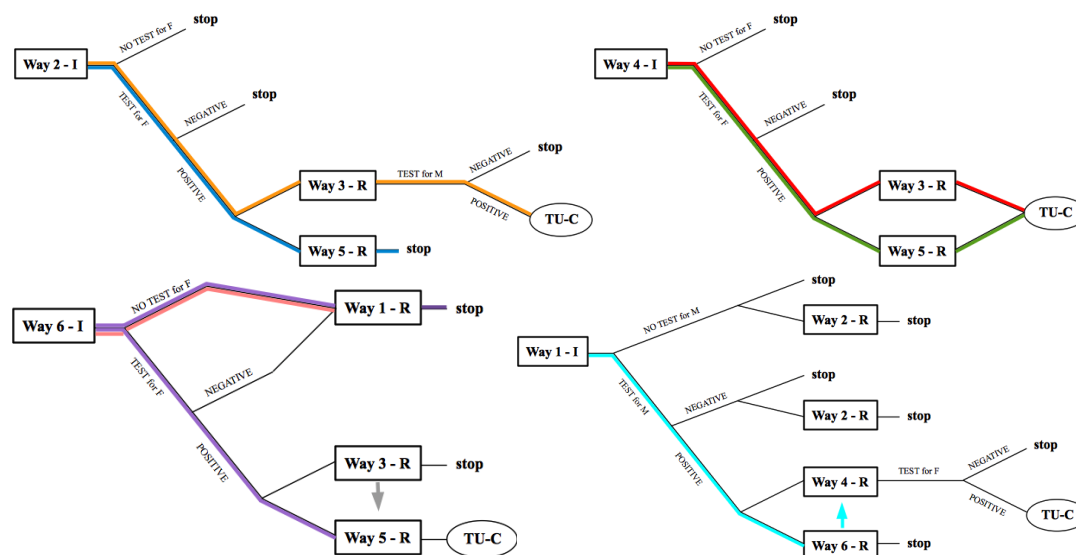 stop
NO TEST for F
Way 2 - I
TEST for F
NEGATIVE
stop
POSITIVE
Way 3 - R
TEST for M
NEGATIVE
stop
POSITIVE
TU-C
Way 5 - R
stop
stop
NO TEST for F
Way 4 - I
TEST for F
NEGATIVE
stop
POSITIVE
Way 3 - R
TU-C
Way 5 - R
NO TEST for F
Way 6 - I
Way 1 - R
stop
TEST for F
NEGATIVE
POSITIVE
Way 3 - R
stop
Way 5 - R
TU-C
stop
NO TEST for M
Way 2 - R
stop
Way 1 - I
TEST for M
stop
NEGATIVE
Way 2 - R
stop
POSITIVE
Way 4 - R
TEST for F
NEGATIVE
stop
POSITIVE
TU-C
Way 6 - R
stop